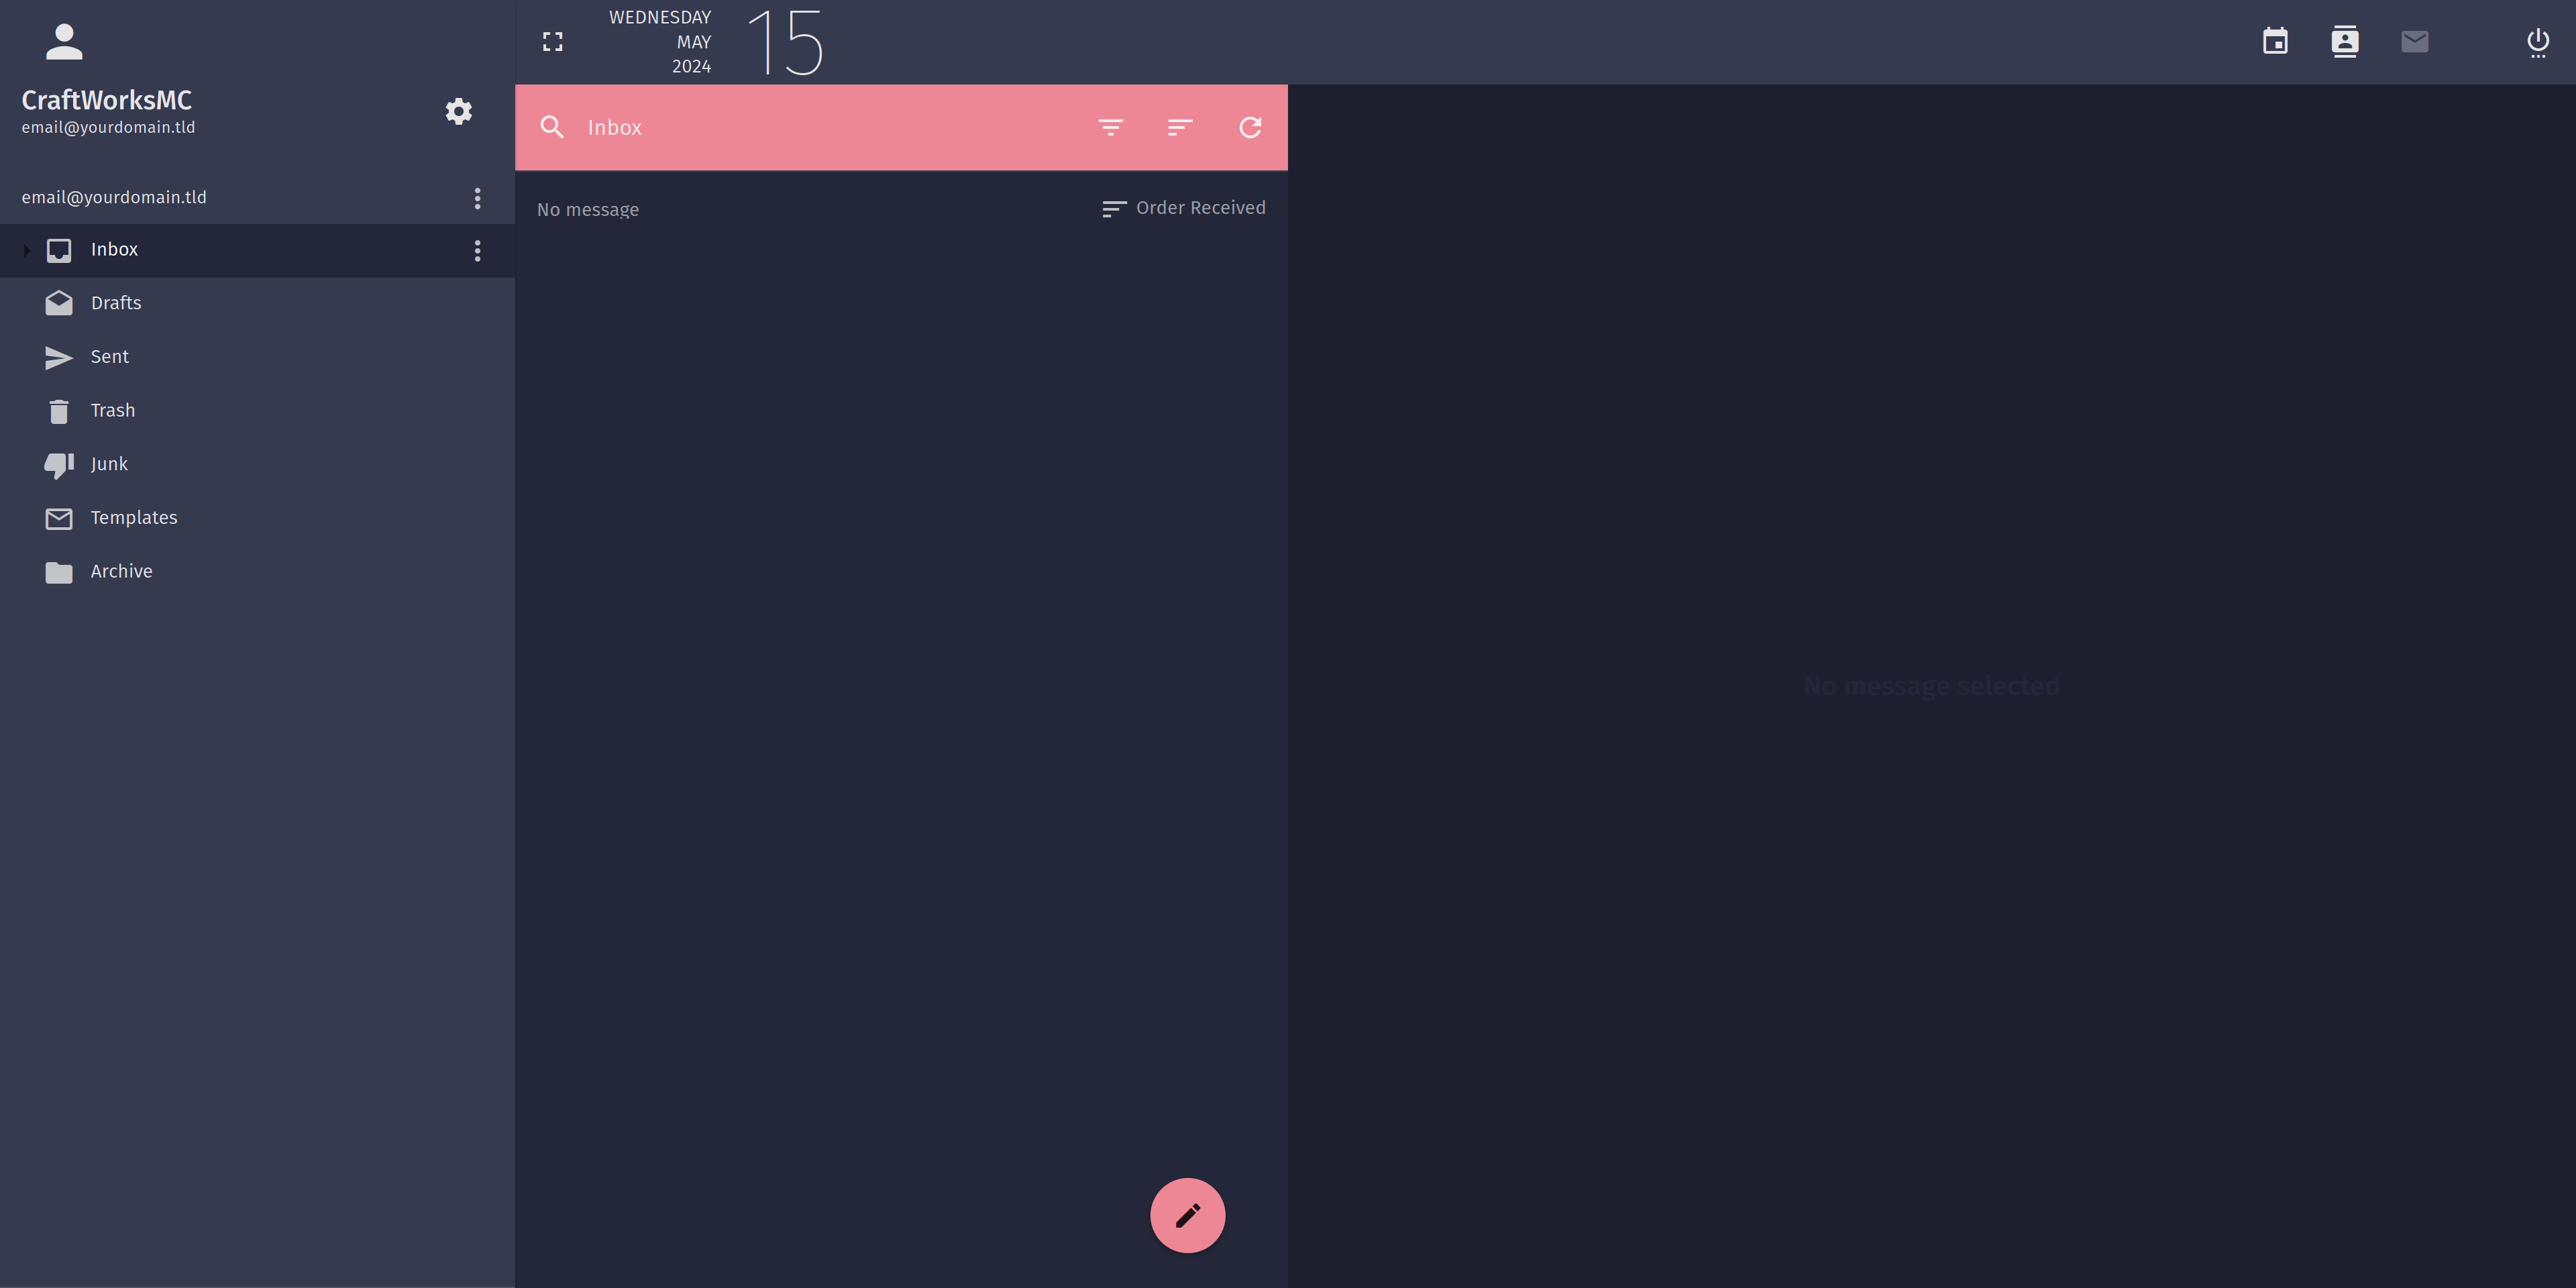 CraftWorksMC
email@yourdomain.tld
email@yourdomain.tld
Inbox
Drafts
Sent
Trash
Junk
Templates
Archive
WEDNESDAY
MAY
2024
15
Inbox
No message
Order Received
No message selected